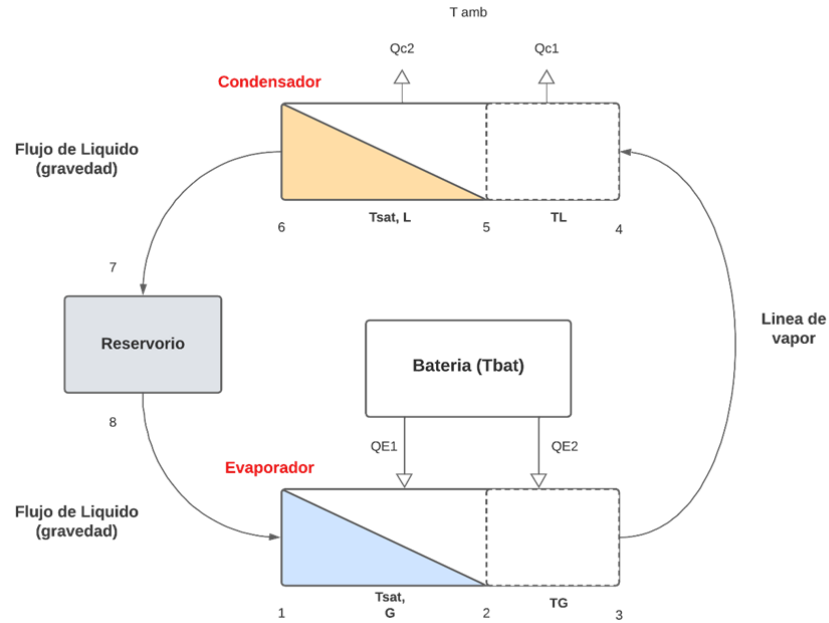 T amb
Qc2
Qc1
Condensador
Flujo de Liquido
(gravedad)
Tsat, L
TL
6
5
4
7
Reservorio
Bateria (Tbat)
Linea de
vapor
8
QE1
QE2
Evaporador
Flujo de Liquido
(gravedad)
Tsat,
G
TG
1
2
3